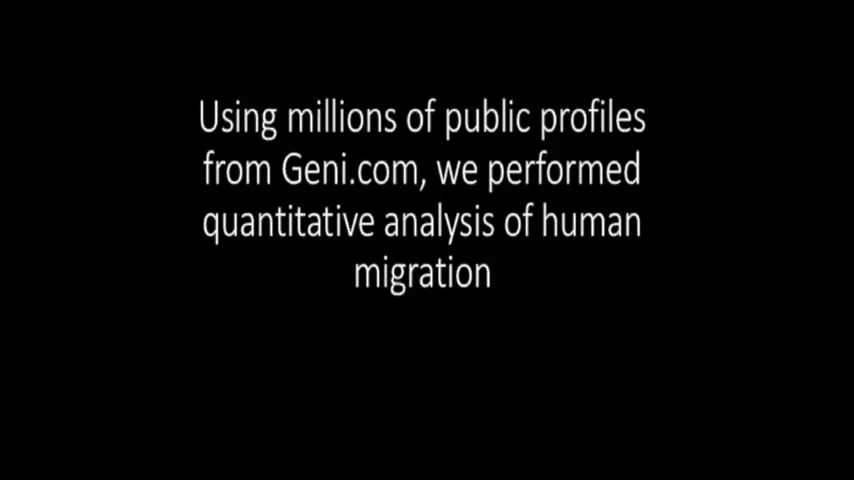 Using millions of public profiles
from Geni.com, we performed
quantitative analysis of human
migration